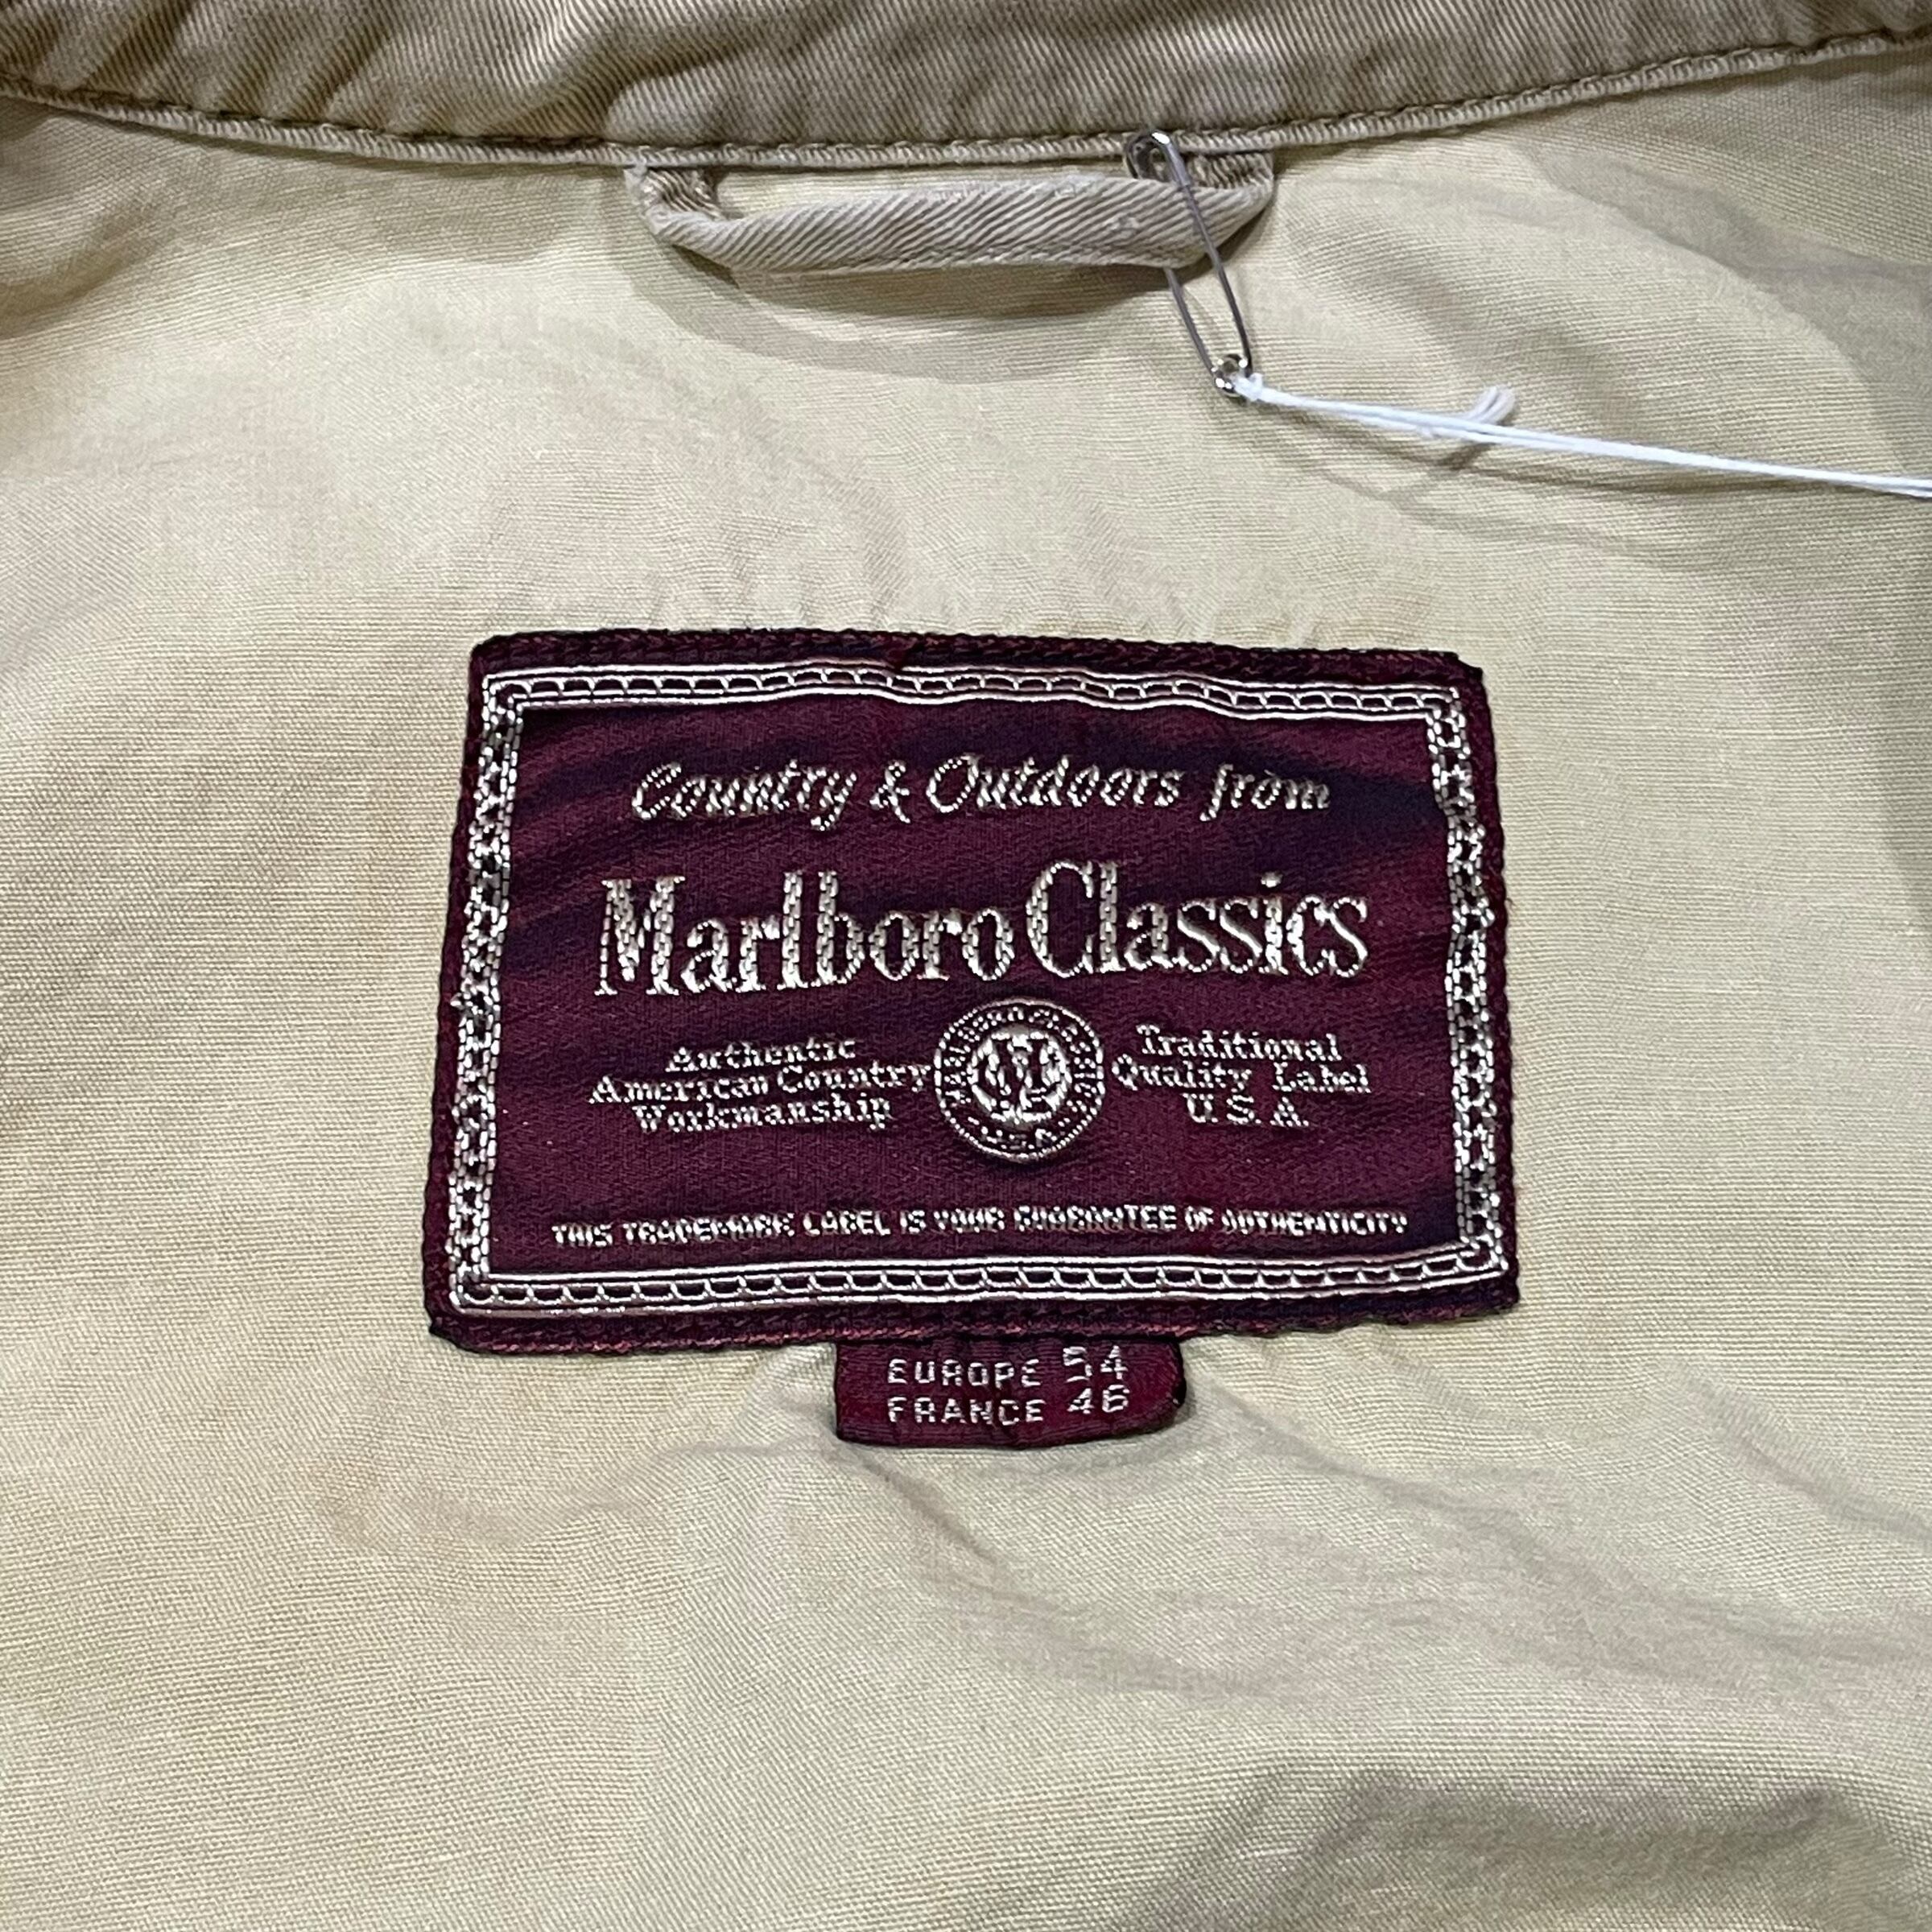 Country & Outdoors from
Marlboro Classics
Authentic
American Country
Workmanship
Traditional
Quality Label
U.S.A.
THIS TRADEMARK LABEL IS YOUR GUARANTEE OF AUTHENTICITY
EUROPE 54
FRANCE 48